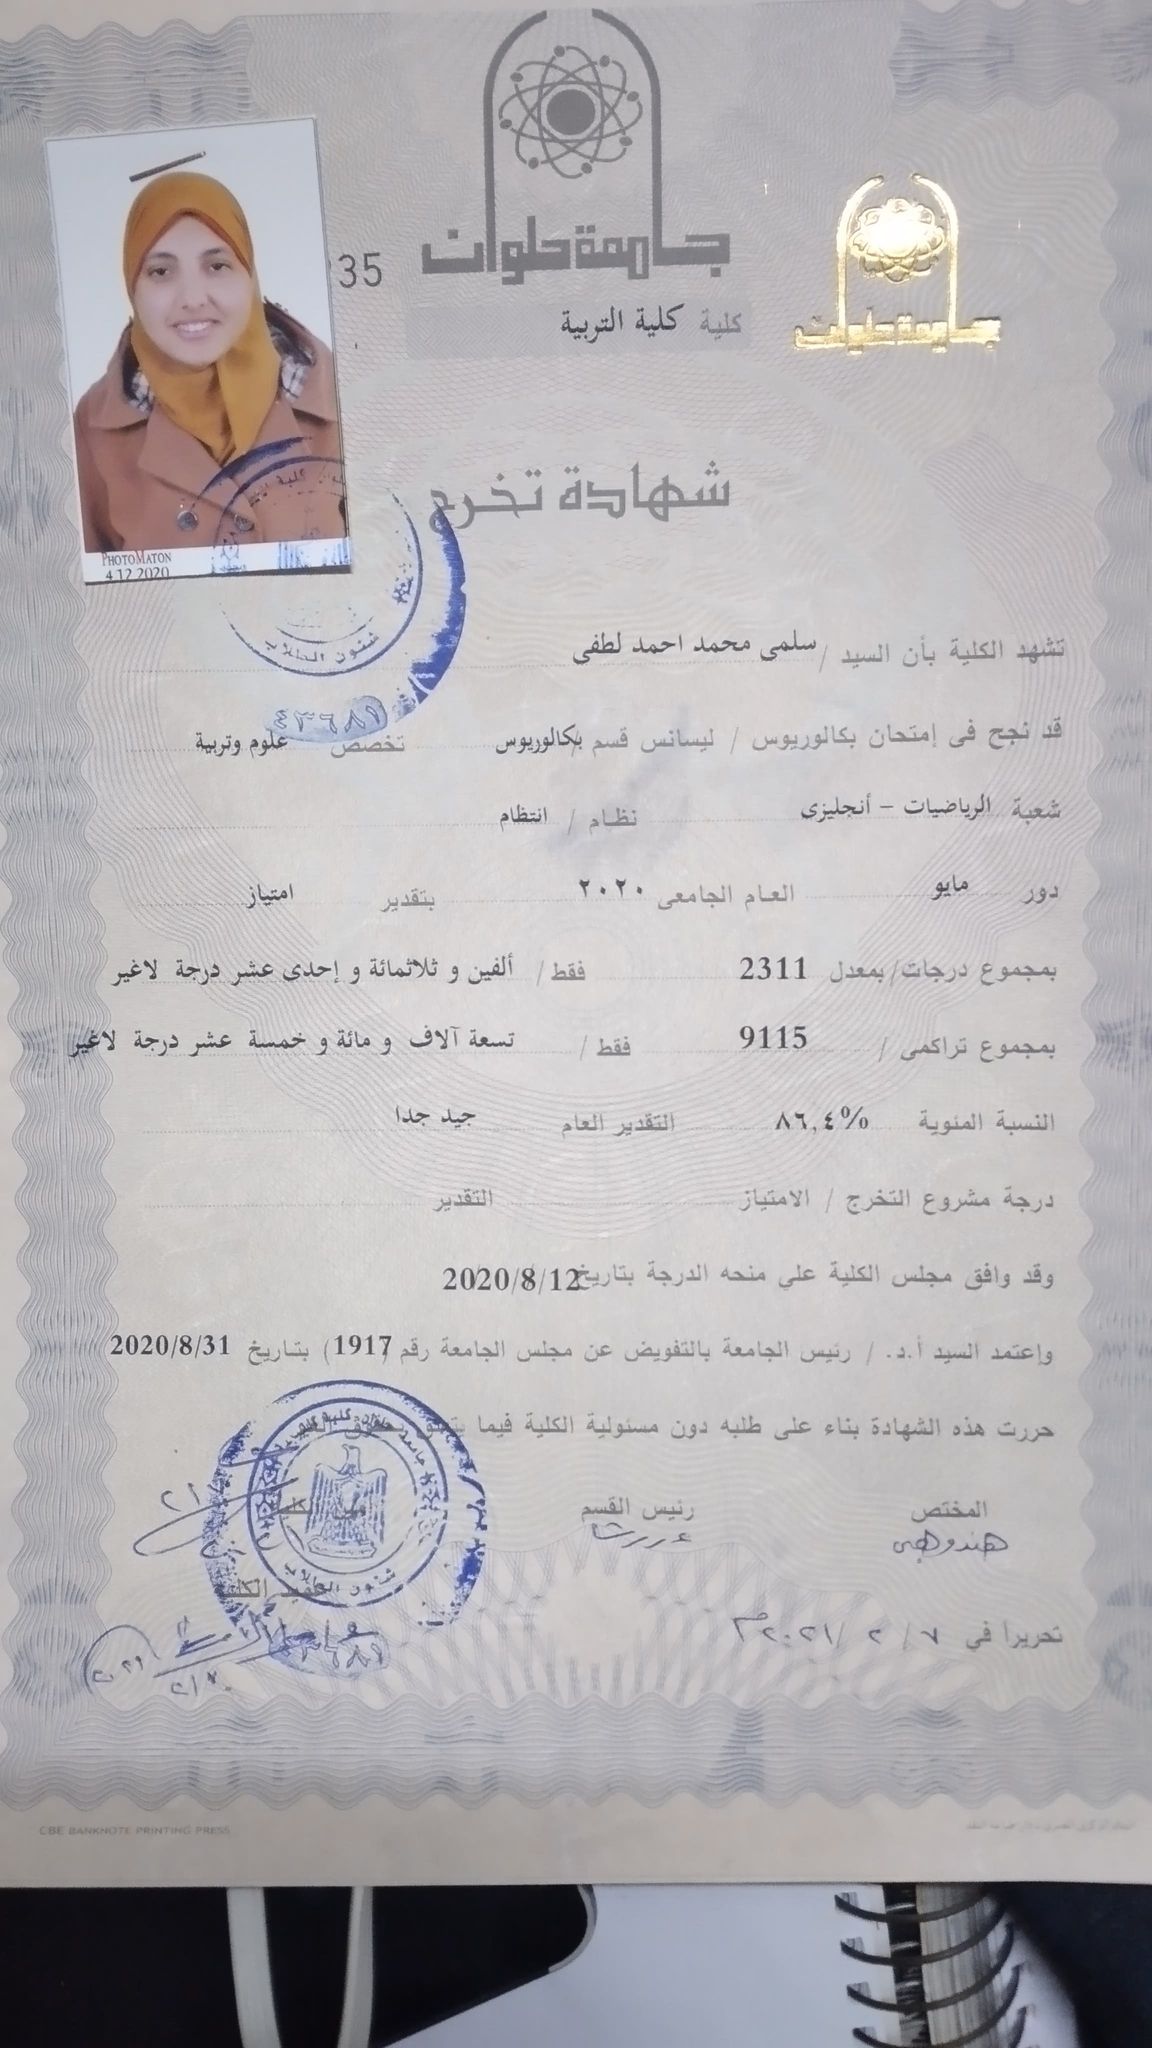 جامعة حلوان
جامعة حلوان
35
كلية كلية التربية
شهادة تخرج
PHOTOMATON
4.12.2020
شئون الطلاب
٤٣٦٨٧
تشهد الكلية بأن السيد / سلمى محمد احمد لطفى
قد نجح فى إمتحان بكالوريوس / ليسانس قسم / بكالوريوس تخصص علوم وتربية
شعبة الرياضيات - أنجليزى نظام / انتظام
دور مايو العام الجامعى ٢٠٢٠ بتقدير امتياز
بمجموع درجات/بمعدل 2311 فقط / ألفين و ثلاثمائة و إحدى عشر درجة لاغير
بمجموع تراكمى / 9115 فقط / تسعة آلاف و مائة و خمسة عشر درجة لاغير
النسبة المئوية ٨٦,٤% التقدير العام جيد جدا
درجة مشروع التخرج / الامتياز التقدير
وقد وافق مجلس الكلية علي منحه الدرجة بتاريخ 2020/8/12
وإعتمد السيد أ.د. / رئيس الجامعة بالتفويض عن مجلس الجامعة رقم (1917) بتاريخ 2020/8/31
حررت هذه الشهادة بناء على طلبه دون مسئولية الكلية فيما يتعلق بحقوق الغير
المختص رئيس القسم
شئون الطلاب
عميد الكلية
تحريرا في ٧ / ٢ / ٢٠٢١ م
CBE BANKNOTE PRINTING PRESS